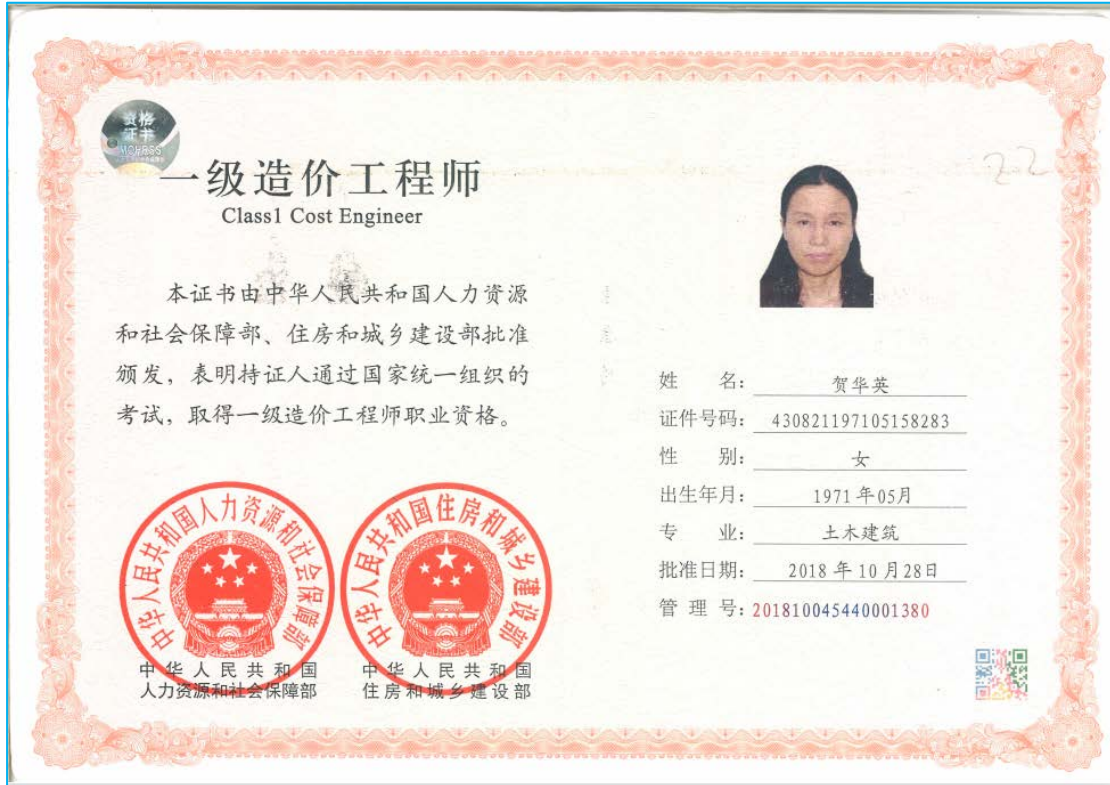 资格
证书
MOHRSS
一级造价工程师
Class1 Cost Engineer
22
本证书由中华人民共和国人力资源
和社会保障部、住房和城乡建设部批准
颁发，表明持证人通过国家统一组织的
考试，取得一级造价工程师职业资格。
姓 名： 贺华英
证件号码： 430821197105158283
性 别： 女
出生年月： 1971年05月
专 业： 土木建筑
批准日期： 2018年10月28日
管 理 号：201810045440001380
中华人民共和国人力资源和社会保障部
中华人民共和国住房和城乡建设部
中华人民共和国
人力资源和社会保障部
中华人民共和国
住房和城乡建设部